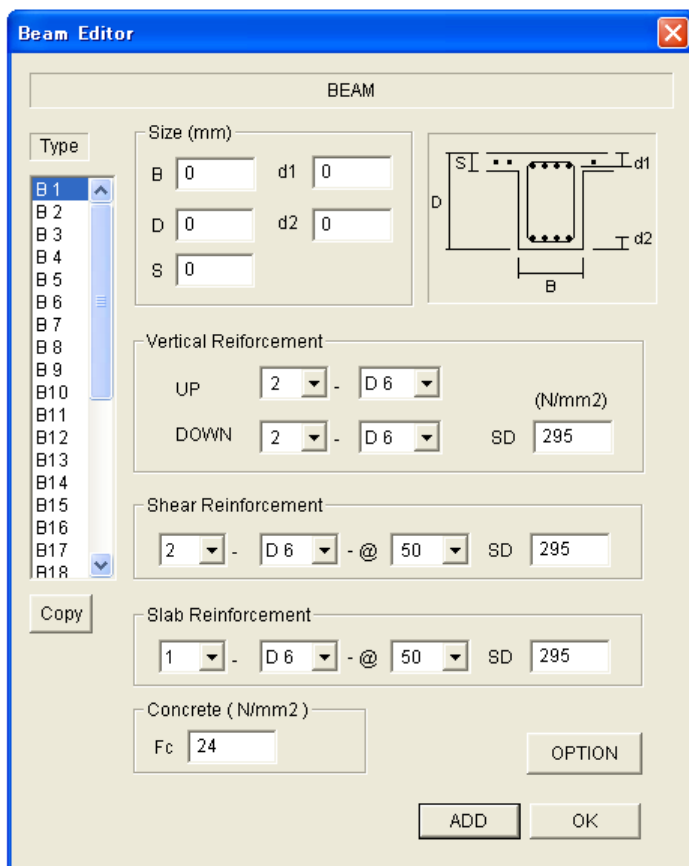 Beam Editor
BEAM
Type
B 1
B 2
B 3
B 4
B 5
B 6
B 7
B 8
B 9
B10
B11
B12
B13
B14
B15
B16
B17
B18
Copy
Size (mm)
B 0 d1 0
D 0 d2 0
S 0
S d1
D
d2
B
Vertical Reiforcement
UP 2 - D 6
(N/mm2)
DOWN 2 - D 6 SD 295
Shear Reinforcement
2 - D 6 - @ 50 SD 295
Slab Reinforcement
1 - D 6 - @ 50 SD 295
Concrete ( N/mm2 )
Fc 24
OPTION
ADD OK